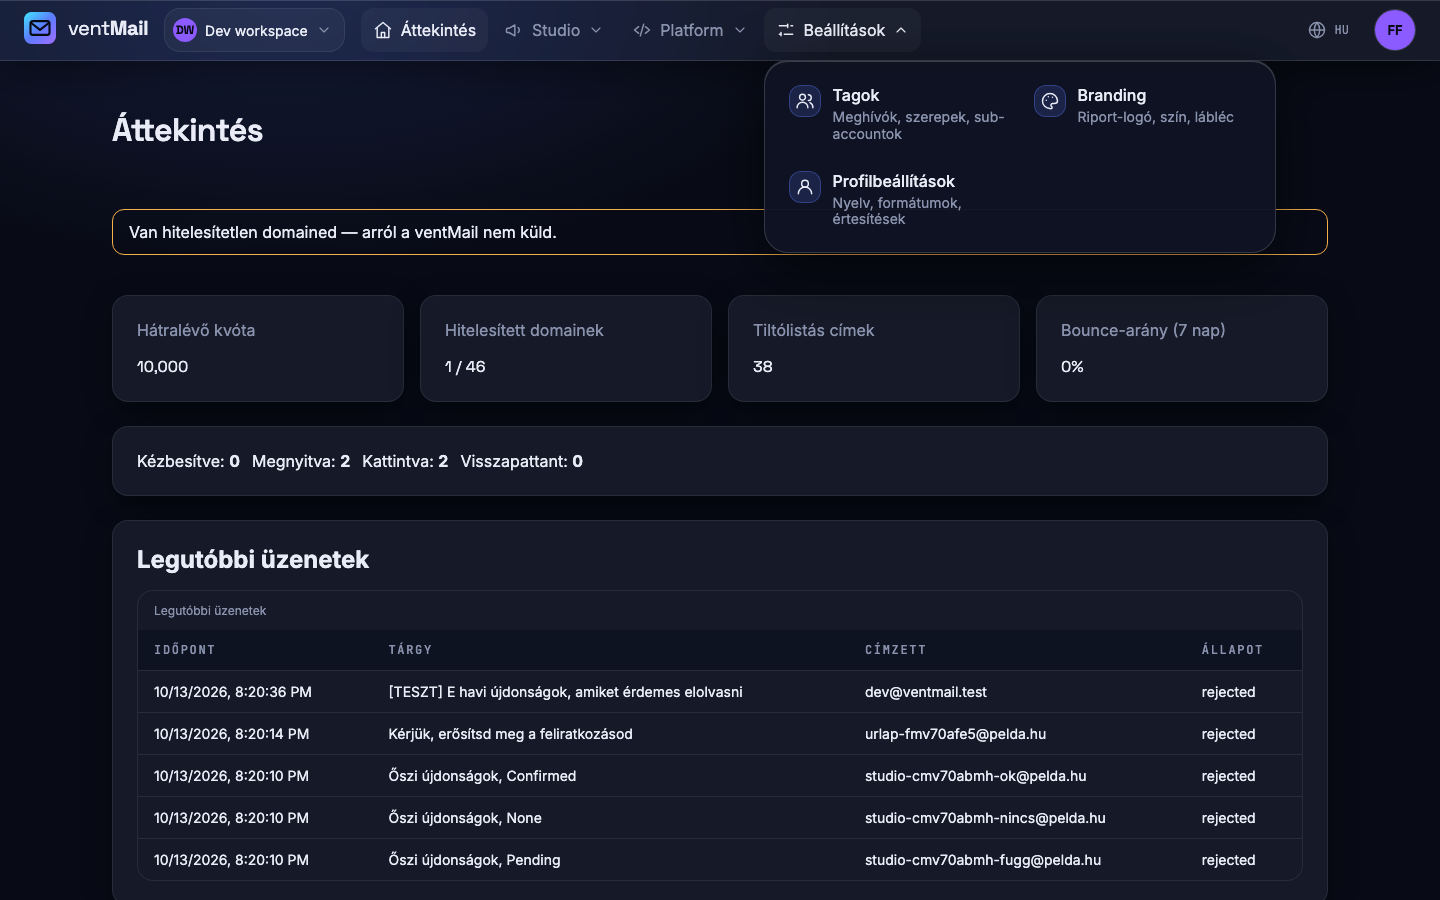 ventMail
DW Dev workspace
Áttekintés
Studio
Platform
Beállítások
HU
FF
Tagok
Meghívók, szerepek, sub-
accountok
Branding
Riport-logó, szín, lábléc
Profilbeállítások
Nyelv, formátumok,
értesítések
Áttekintés
Van hitelesítetlen domained — arról a ventMail nem küld.
Hátralévő kvóta
10,000
Hitelesített domainek
1 / 46
Tiltólistás címek
38
Bounce-arány (7 nap)
0%
Kézbesítve: 0 Megnyitva: 2 Kattintva: 2 Visszapattant: 0
Legutóbbi üzenetek
Legutóbbi üzenetek
IDŐPONT TÁRGY CÍMZETT ÁLLAPOT
10/13/2026, 8:20:36 PM [TESZT] E havi újdonságok, amiket érdemes elolvasni dev@ventmail.test rejected
10/13/2026, 8:20:14 PM Kérjük, erősítsd meg a feliratkozásod urlap-fmv70afe5@pelda.hu rejected
10/13/2026, 8:20:10 PM Őszi újdonságok, Confirmed studio-cmv70abmh-ok@pelda.hu rejected
10/13/2026, 8:20:10 PM Őszi újdonságok, None studio-cmv70abmh-nincs@pelda.hu rejected
10/13/2026, 8:20:10 PM Őszi újdonságok, Pending studio-cmv70abmh-fugg@pelda.hu rejected